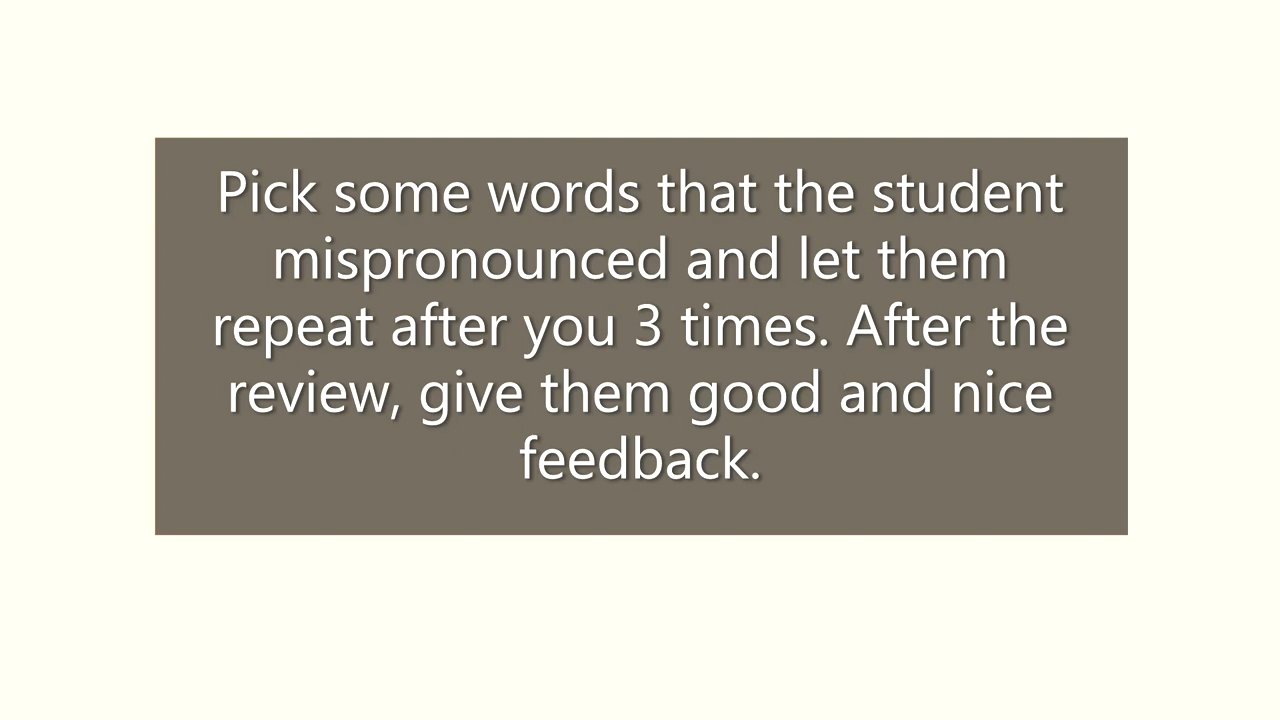 Pick some words that the student
mispronounced and let them
repeat after you 3 times. After the
review, give them good and nice
feedback.